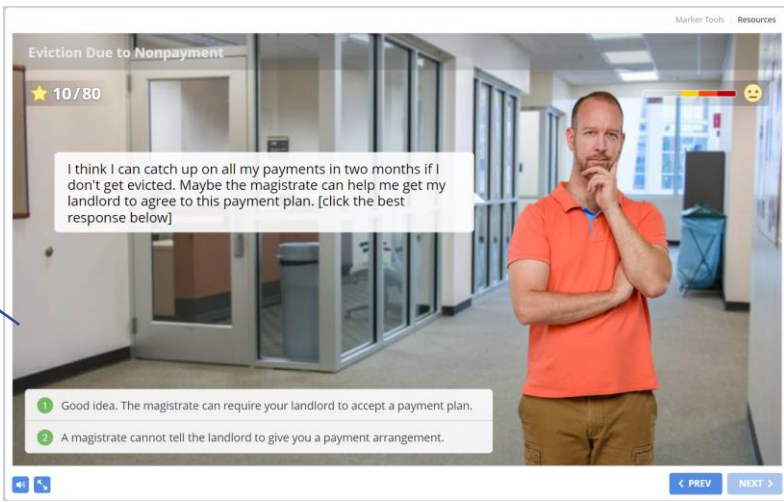 Marker Tools Resources
Eviction Due to Nonpayment
10/80
I think I can catch up on all my payments in two months if I
don't get evicted. Maybe the magistrate can help me get my
landlord to agree to this payment plan. [click the best
response below]
1 Good idea. The magistrate can require your landlord to accept a payment plan.
2 A magistrate cannot tell the landlord to give you a payment arrangement.
< PREV NEXT >